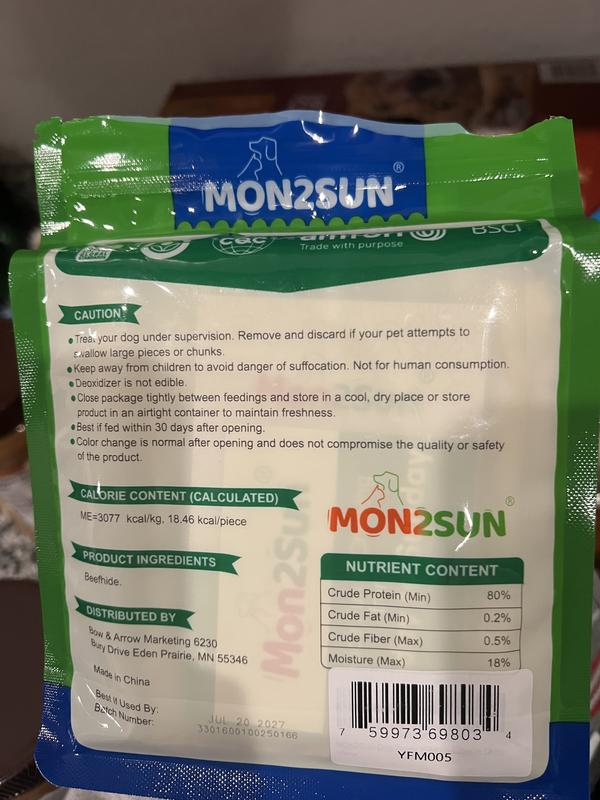 MON2SUN®
c&c amfori BSCI
Trade with purpose
CAUTION
•Treat your dog under supervision. Remove and discard if your pet attempts to
swallow large pieces or chunks.
•Keep away from children to avoid danger of suffocation. Not for human consumption.
•Deoxidizer is not edible.
•Close package tightly between feedings and store in a cool, dry place or store
product in an airtight container to maintain freshness.
•Best if fed within 30 days after opening.
•Color change is normal after opening and does not compromise the quality or safety
of the product.
CALORIE CONTENT (CALCULATED)
ME=3077 kcal/kg, 18.46 kcal/piece
PRODUCT INGREDIENTS
Beefhide.
DISTRIBUTED BY
Bow & Arrow Marketing 6230
Bury Drive Eden Prairie, MN 55346
Made in China
Best If Used By:
Batch Number:
JUL 20 2027
3301600100250166
MON2SUN®
NUTRIENT CONTENT
Crude Protein (Min) 80%
Crude Fat (Min) 0.2%
Crude Fiber (Max) 0.5%
Moisture (Max) 18%
7 59973 69803 4
YFM005
Mon2Sun